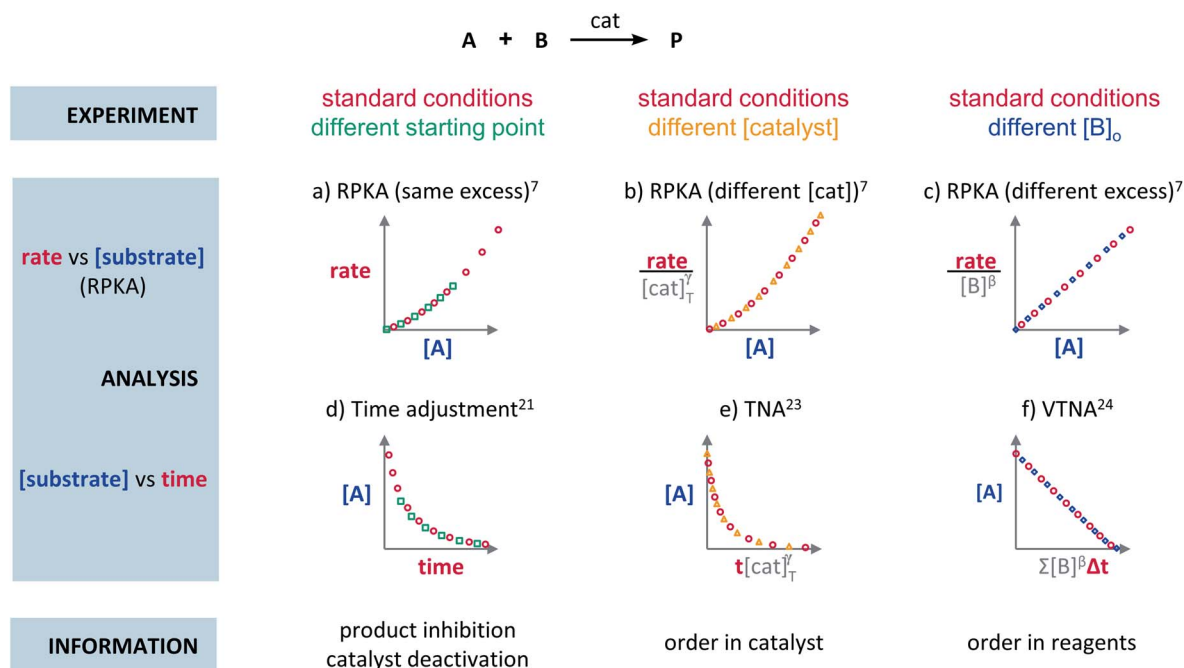 cat
A + B P
EXPERIMENT
standard conditions
different starting point
standard conditions
different [catalyst]
standard conditions
different [B]o
a) RPKA (same excess)7
b) RPKA (different [cat])7
c) RPKA (different excess)7
rate vs [substrate]
(RPKA)
rate
[A]
rate
[cat]Tγ
[A]
rate
[B]β
[A]
ANALYSIS
d) Time adjustment21
e) TNA23
f) VTNA24
[substrate] vs time
[A]
time
[A]
t[cat]Tγ
[A]
Σ[B]βΔt
INFORMATION
product inhibition
catalyst deactivation
order in catalyst
order in reagents